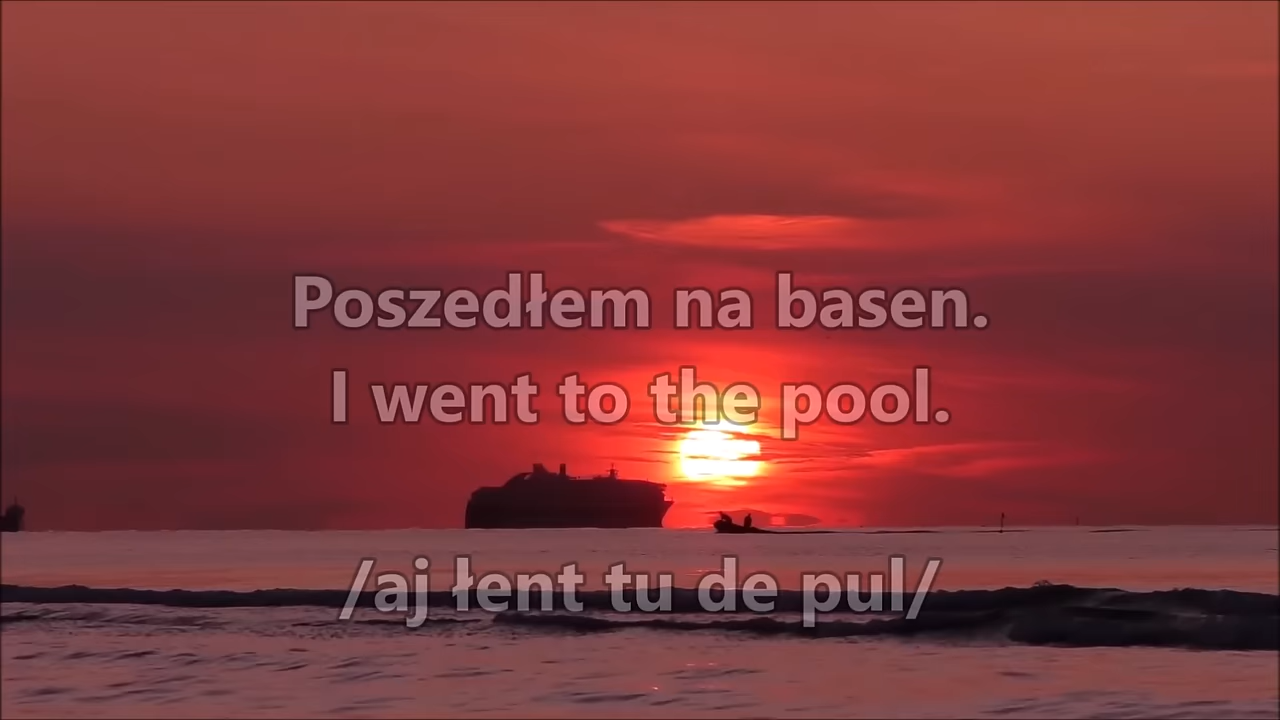 Poszedłem na basen.
I went to the pool.
/aj łent tu de pul/